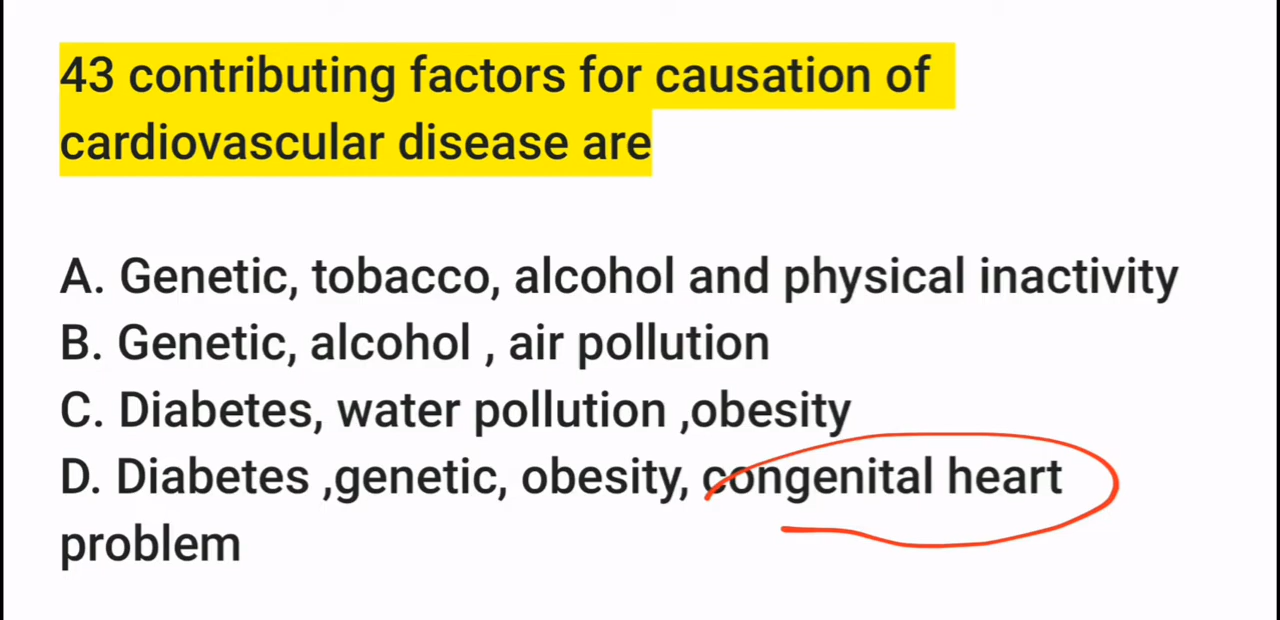 43 contributing factors for causation of
cardiovascular disease are
A. Genetic, tobacco, alcohol and physical inactivity
B. Genetic, alcohol , air pollution
C. Diabetes, water pollution ,obesity
D. Diabetes ,genetic, obesity, congenital heart
problem